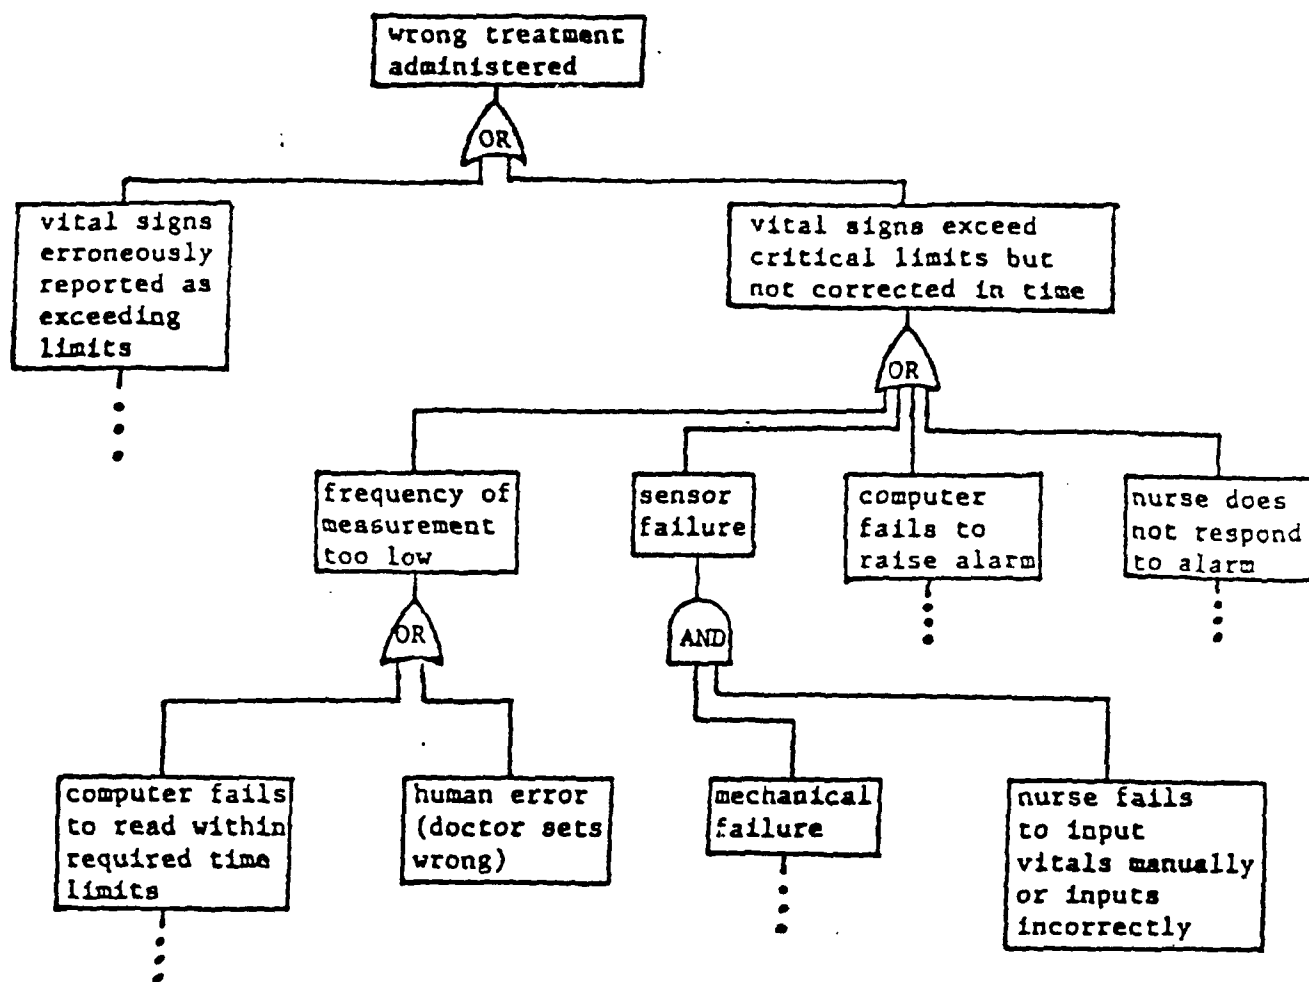 wrong treatment
administered
OR
vital signs
erroneously
reported as
exceeding
limits
vital signs exceed
critical limits but
not corrected in time
OR
frequency of
measurement
too low
sensor
failure
computer
fails to
raise alarm
nurse does
not respond
to alarm
OR
AND
computer fails
to read within
required time
limits
human error
(doctor sets
wrong)
mechanical
failure
nurse fails
to input
vitals manually
or inputs
incorrectly